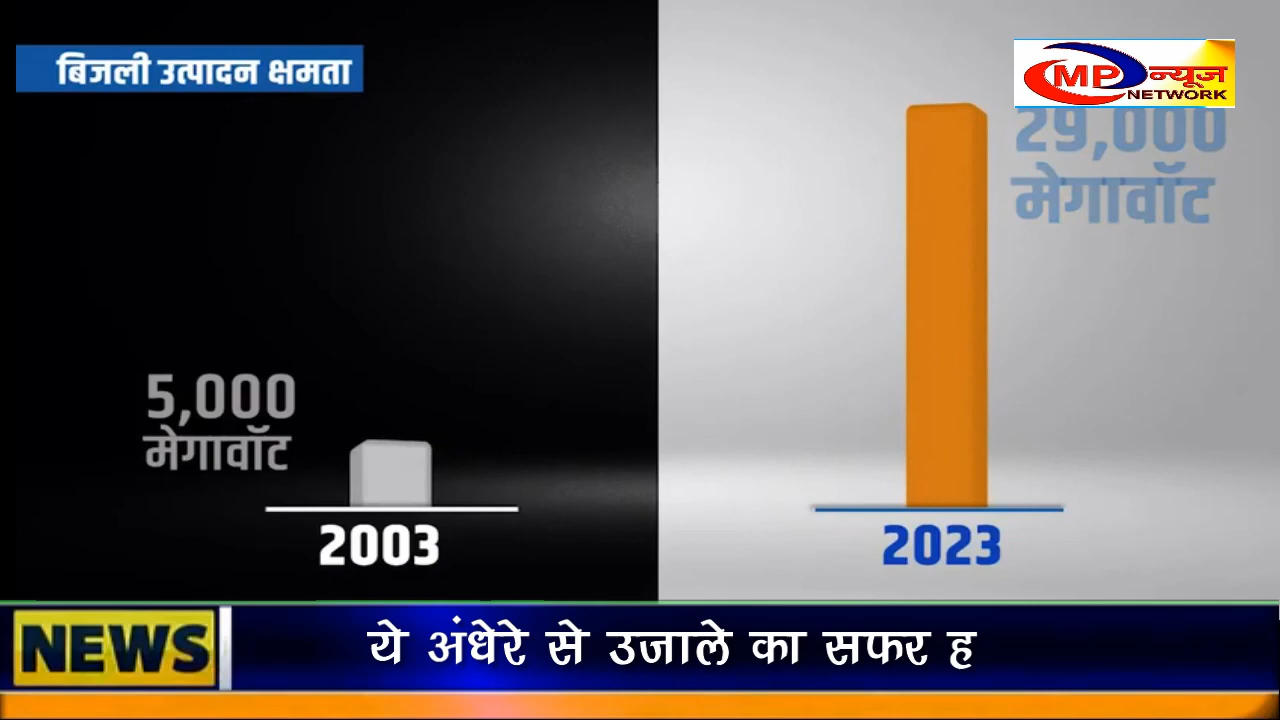 बिजली उत्पादन क्षमता
MP न्यूज
NETWORK
29,000
मेगावॉट
5,000
मेगावॉट
2003
2023
NEWS
ये अंधेरे से उजाले का सफर ह